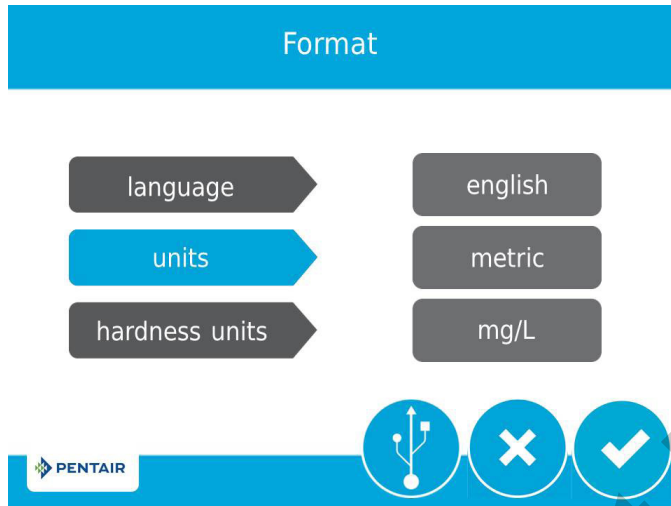 Format
language
english
units
metric
hardness units
mg/L
PENTAIR